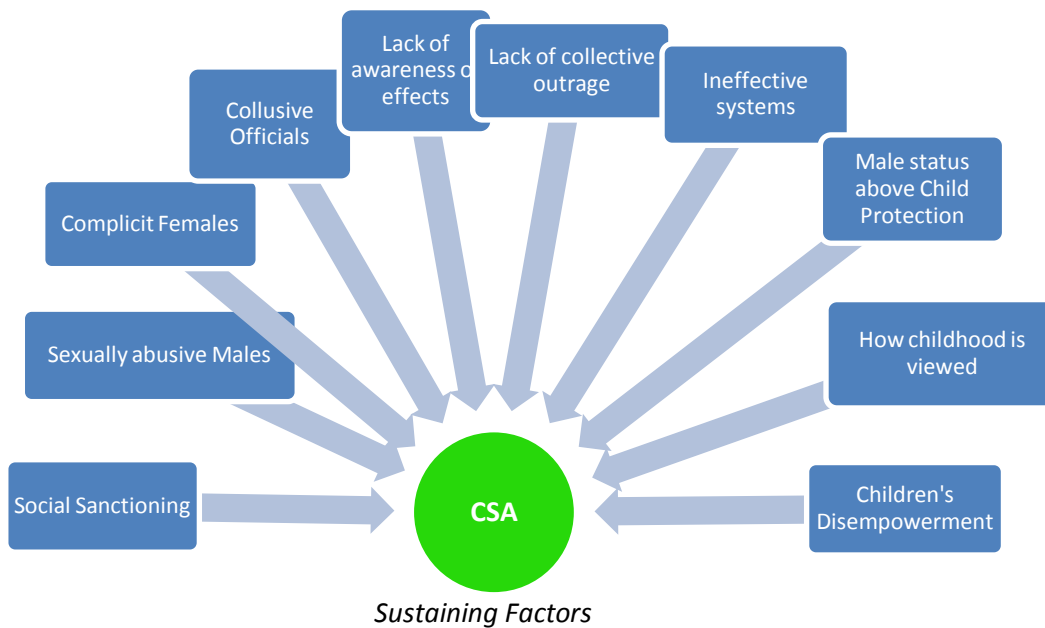 Lack of
awareness o
effects
Lack of collective
outrage
Ineffective
systems
Collusive
Officials
Male status
above Child
Protection
Complicit Females
Sexually abusive Males
How childhood is
viewed
Social Sanctioning
CSA
Children's
Disempowerment
Sustaining Factors